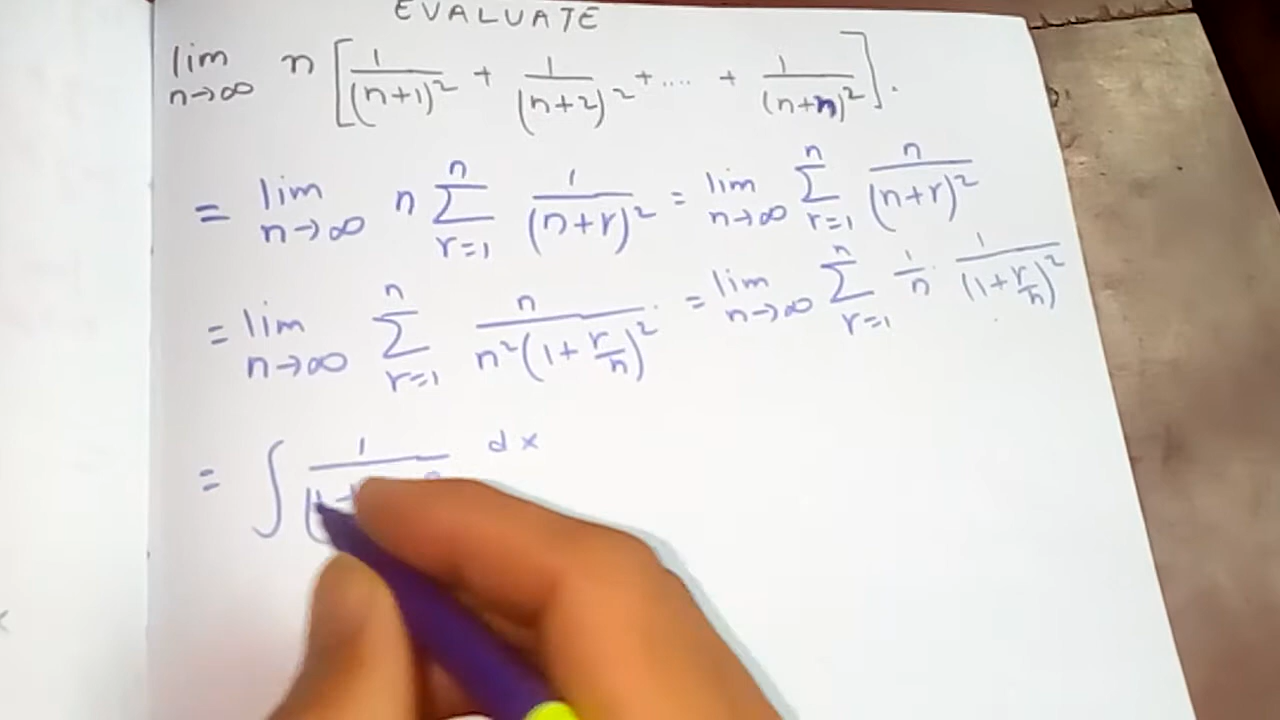 EVALUATE
lim n→∞ n [ 1/(n+1)² + 1/(n+2)² + .... + 1/(n+n)² ].
= lim n→∞ n Σ r=1 n 1/(n+r)² = lim n→∞ Σ r=1 n n/(n+r)²
= lim n→∞ Σ r=1 n n/n²(1+r/n)² = lim n→∞ Σ r=1 n 1/n · 1/(1+r/n)²
= ∫ 1/(1+ dx